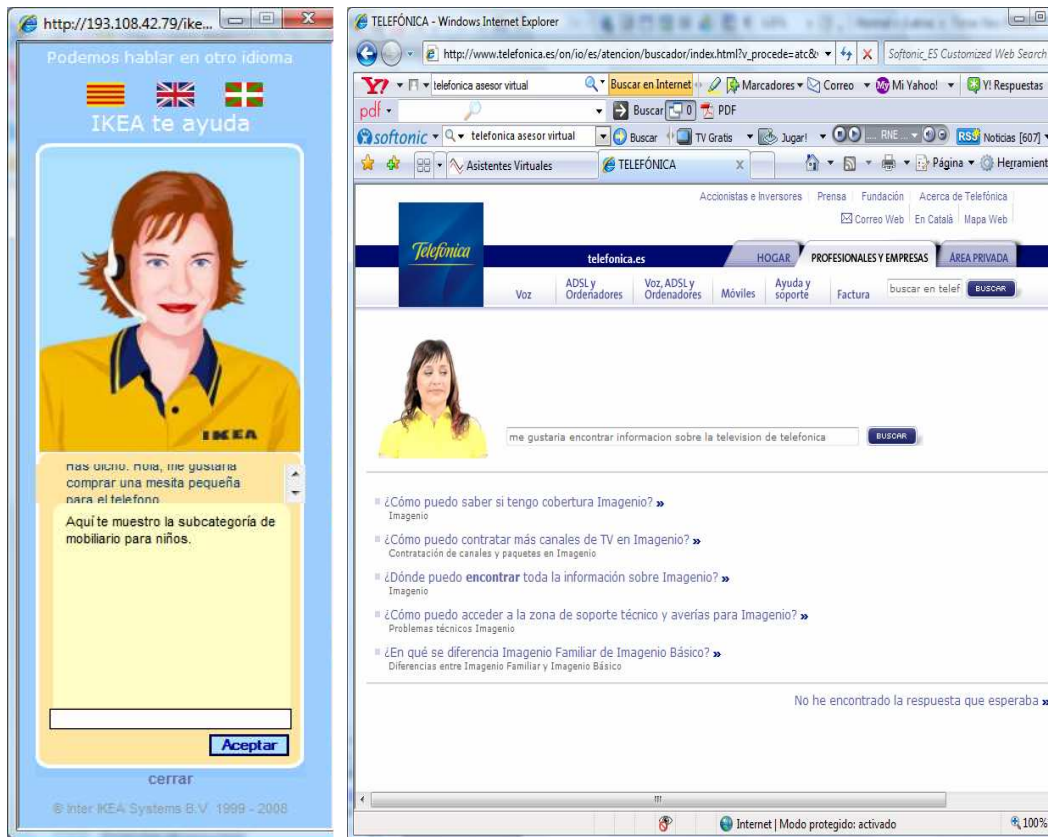 http://193.108.42.79/ike...
Podemos hablar en otro idioma
IKEA te ayuda
IKEA
Has dicho: Hola, me gustaría
comprar una mesita pequeña
para el telefono
Aquí te muestro la subcategoría de
mobiliario para niños.
Aceptar
cerrar
© Inter IKEA Systems B.V. 1999 - 2008
TELEFÓNICA - Windows Internet Explorer
http://www.telefonica.es/on/io/es/atencion/buscador/index.html?v_procede=atc&
Softonic_ES Customized Web Search
Y! telefonica asesor virtual Buscar en Internet Marcadores Correo My Mi Yahoo! Y! Respuestas
pdf Buscar 0 PDF
softonic telefonica asesor virtual Buscar TV Gratis Jugar! RNE ... RSS Noticias [607]
Asistentes Virtuales TELEFÓNICA X Página Herramient
Accionistas e Inversores Prensa Fundación Acerca de Telefónica
Correo Web En Català Mapa Web
Telefónica
telefonica.es HOGAR PROFESIONALES Y EMPRESAS ÁREA PRIVADA
Voz ADSL y Ordenadores Voz, ADSL y Ordenadores Móviles Ayuda y soporte Factura buscar en telef BUSCAR
me gustaria encontrar informacion sobre la television de telefonica BUSCAR
¿Cómo puedo saber si tengo cobertura Imagenio? »
Imagenio
¿Cómo puedo contratar más canales de TV en Imagenio? »
Contratación de canales y paquetes en Imagenio
¿Dónde puedo encontrar toda la información sobre Imagenio? »
Imagenio
¿Cómo puedo acceder a la zona de soporte técnico y averías para Imagenio? »
Problemas técnicos Imagenio
¿En qué se diferencia Imagenio Familiar de Imagenio Básico? »
Diferencias entre Imagenio Familiar y Imagenio Básico
No he encontrado la respuesta que esperaba »
Internet | Modo protegido: activado 100%